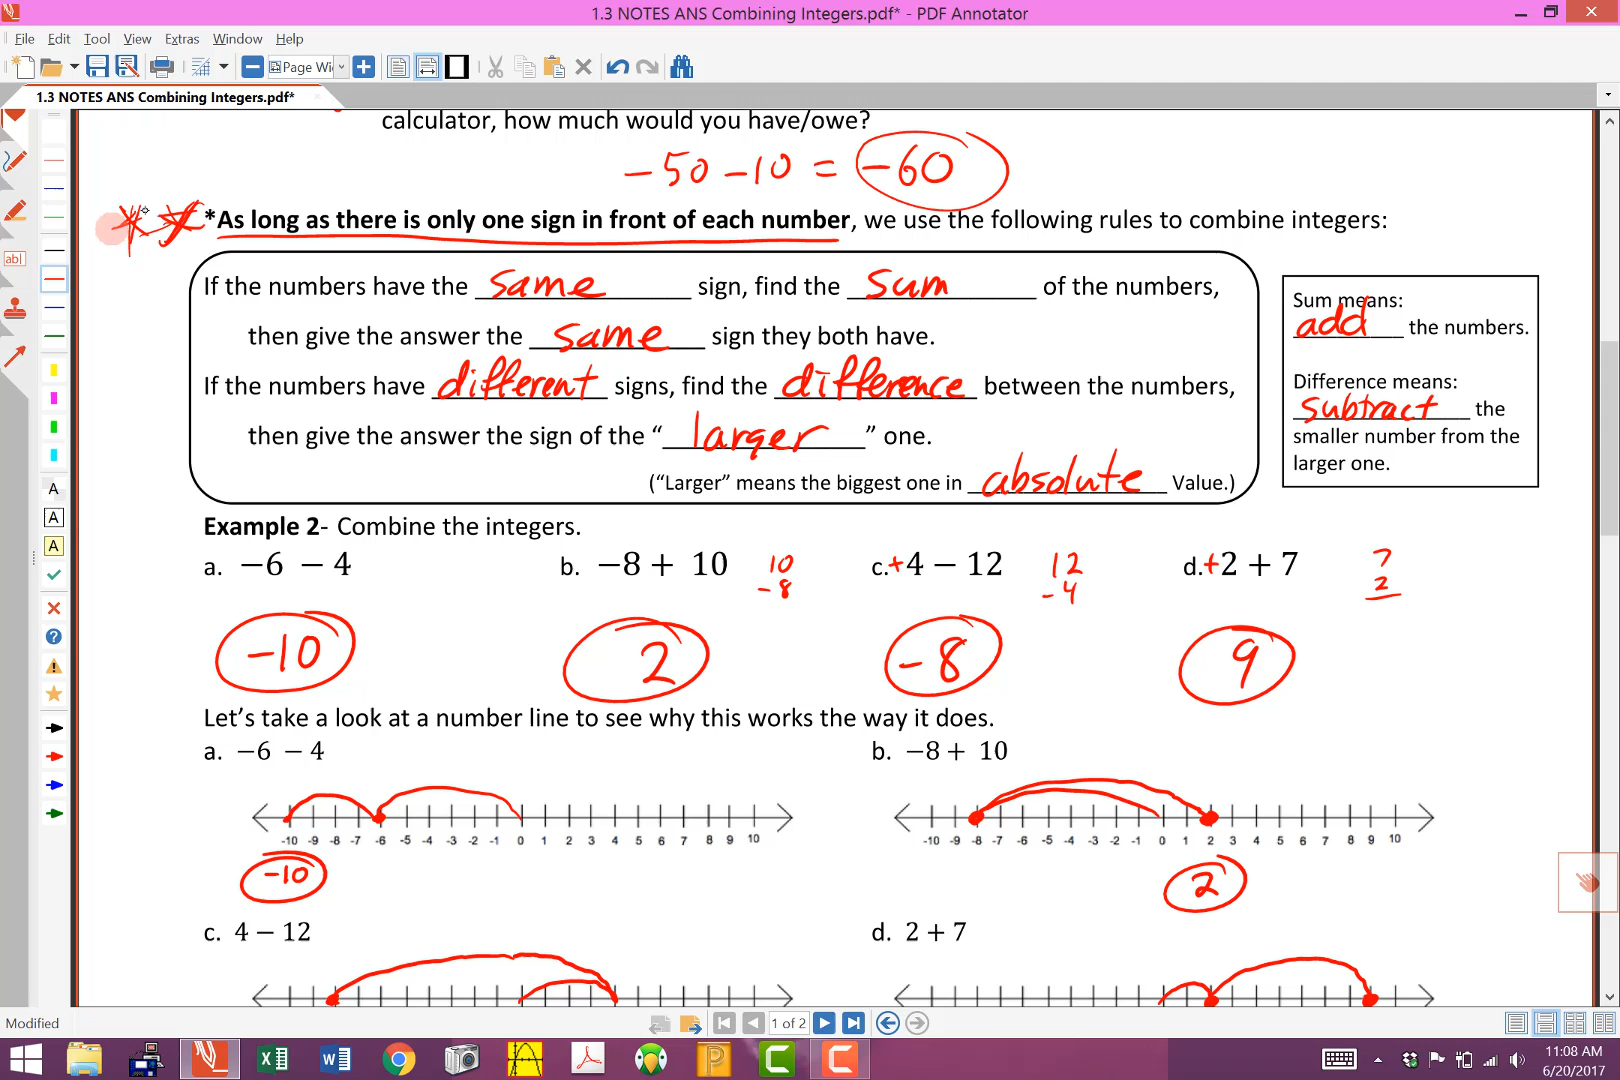 1.3 NOTES ANS Combining Integers.pdf* - PDF Annotator
File Edit Tool View Extras Window Help
Page Wi
1.3 NOTES ANS Combining Integers.pdf*
calculator, how much would you have/owe?
-50 -10 = -60
*As long as there is only one sign in front of each number, we use the following rules to combine integers:
If the numbers have the same sign, find the sum of the numbers,
then give the answer the same sign they both have.
If the numbers have different signs, find the difference between the numbers,
then give the answer the sign of the “larger” one.
(“Larger” means the biggest one in absolute Value.)
Sum means:
add the numbers.
Difference means:
subtract the
smaller number from the
larger one.
Example 2- Combine the integers.
a. −6 − 4 b. −8 + 10 10 -8 c. +4 − 12 12 -4 d. +2 + 7 7 2
-10 2 -8 9
Let’s take a look at a number line to see why this works the way it does.
a. −6 − 4 b. −8 + 10
-10 -9 -8 -7 -6 -5 -4 -3 -2 -1 0 1 2 3 4 5 6 7 8 9 10
-10
-10 -9 -8 -7 -6 -5 -4 -3 -2 -1 0 1 2 3 4 5 6 7 8 9 10
2
c. 4 − 12 d. 2 + 7
Modified
1 of 2
11:08 AM
6/20/2017